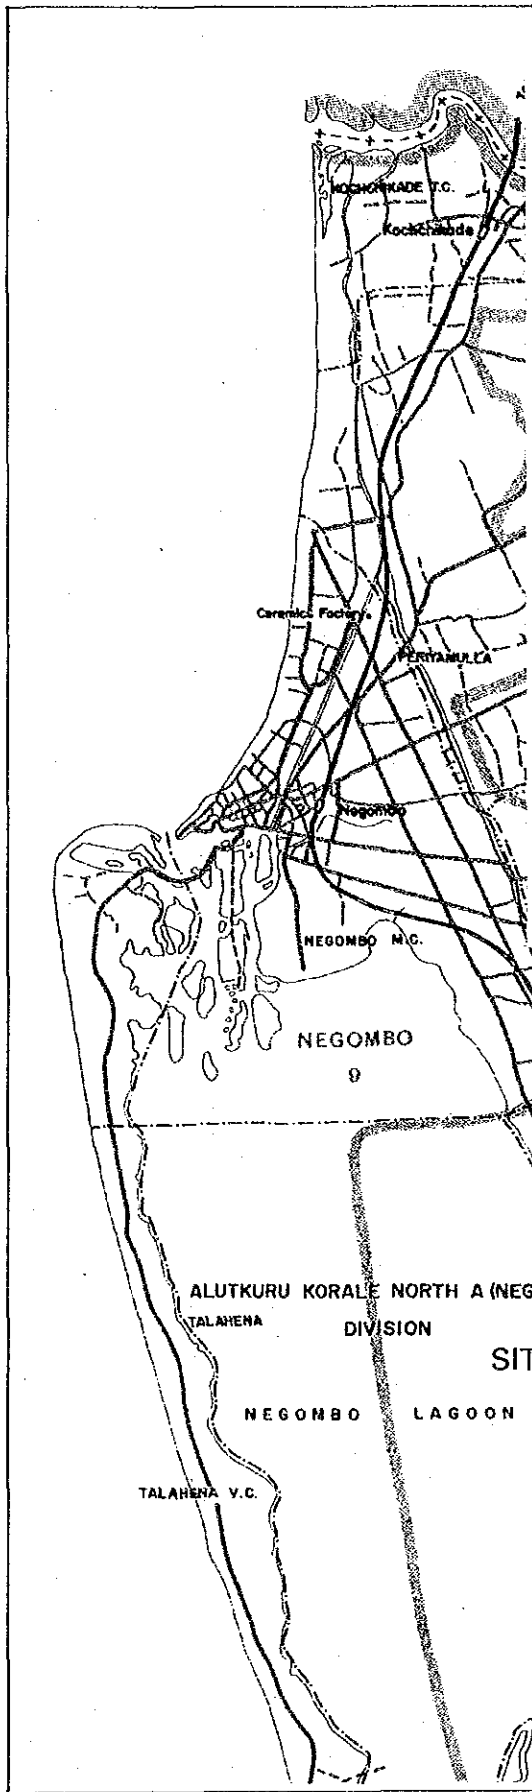 KOCHCHIKADE T.C.
Kochchikade
Ceramics Factory
PERIYAMULLA
Negombo
NEGOMBO M.C.
NEGOMBO
9
ALUTKURU KORALE NORTH A (NEG
TALAHENA DIVISION
SIT
NEGOMBO LAGOON
TALAHENA V.C.